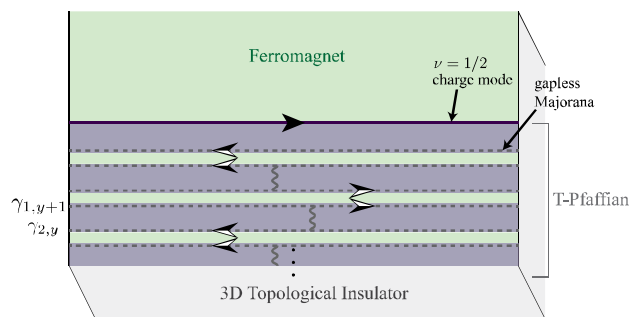 Ferromagnet
ν = 1/2
charge mode
gapless
Majorana
γ1,y+1
γ2,y
T-Pfaffian
3D Topological Insulator